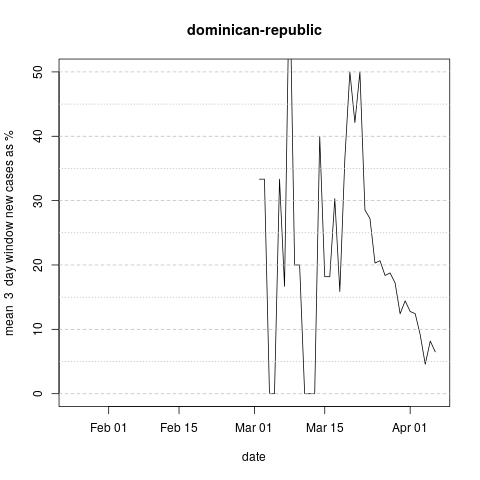 dominican-republic
mean 3 day window new cases as %
50
40
30
20
10
0
Feb 01 Feb 15 Mar 01 Mar 15 Apr 01
date